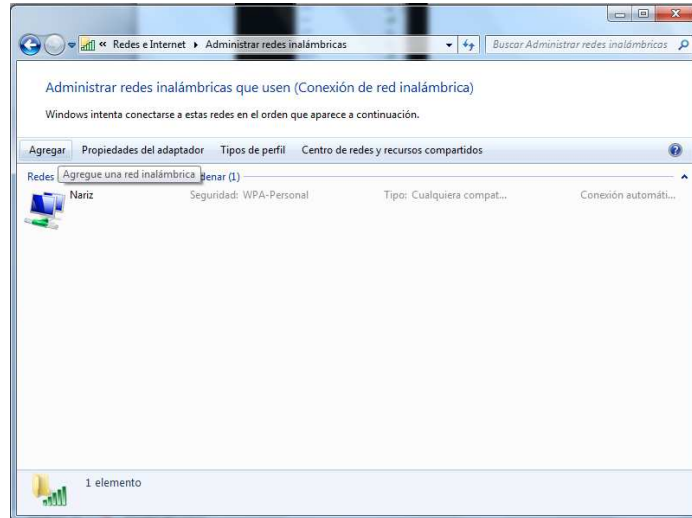 « Redes e Internet ▸ Administrar redes inalámbricas
Buscar Administrar redes inalámbricas
Administrar redes inalámbricas que usen (Conexión de red inalámbrica)
Windows intenta conectarse a estas redes en el orden que aparece a continuación.
Agregar Propiedades del adaptador Tipos de perfil Centro de redes y recursos compartidos
Redes denar (1)
Agregue una red inalámbrica
Nariz Seguridad: WPA-Personal Tipo: Cualquiera compat... Conexión automáti...
1 elemento